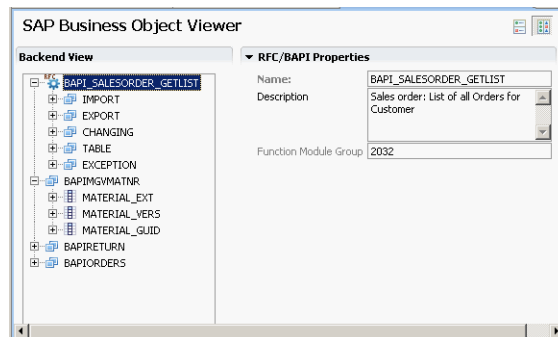 SAP Business Object Viewer
Backend View
RFC
BAPI_SALESORDER_GETLIST
IMPORT
EXPORT
CHANGING
TABLE
EXCEPTION
BAPIMGVMATNR
MATERIAL_EXT
MATERIAL_VERS
MATERIAL_GUID
BAPIRETURN
BAPIORDERS
RFC/BAPI Properties
Name: BAPI_SALESORDER_GETLIST
Description Sales order: List of all Orders for
Customer
Function Module Group 2032